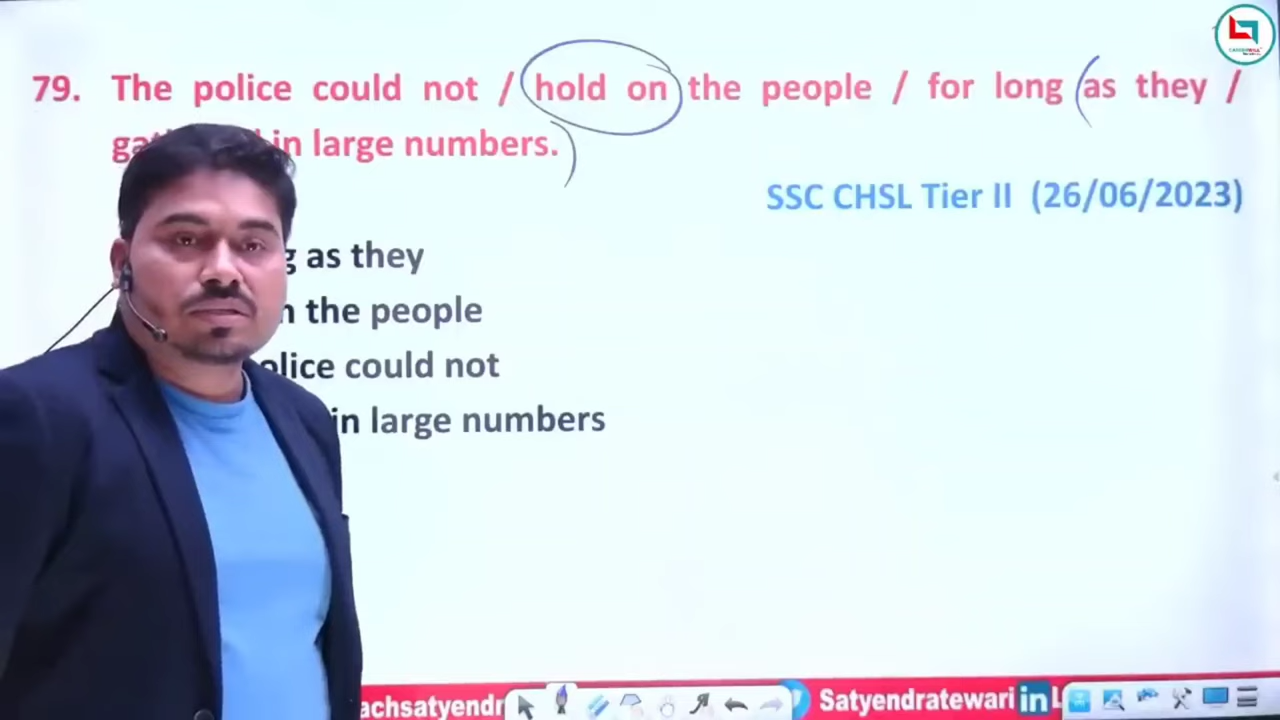 79. The police could not / hold on the people / for long as they /
in large numbers.
SSC CHSL Tier II (26/06/2023)
as they
the people
could not
in large numbers
Satyendratewari in